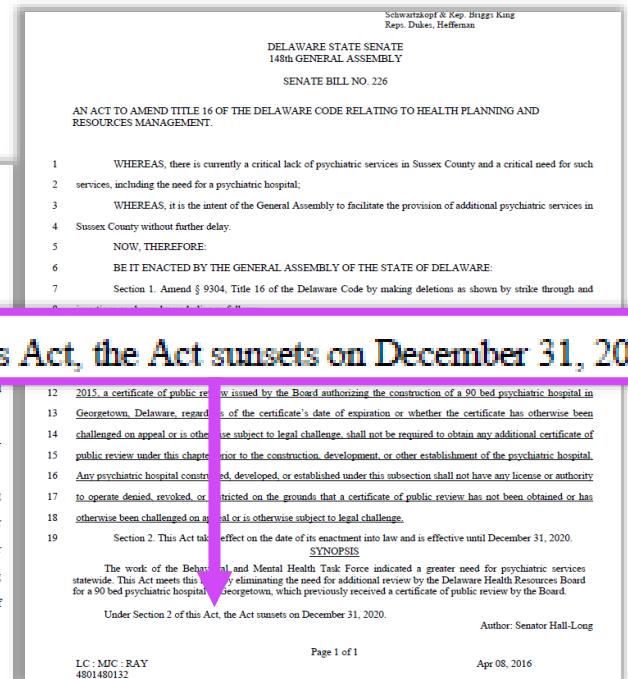 Schwartzkopf & Rep. Briggs King
Reps. Dukes, Heffernan
DELAWARE STATE SENATE
148th GENERAL ASSEMBLY
SENATE BILL NO. 226
AN ACT TO AMEND TITLE 16 OF THE DELAWARE CODE RELATING TO HEALTH PLANNING AND
RESOURCES MANAGEMENT.
1 WHEREAS, there is currently a critical lack of psychiatric services in Sussex County and a critical need for such
2 services, including the need for a psychiatric hospital;
3 WHEREAS, it is the intent of the General Assembly to facilitate the provision of additional psychiatric services in
4 Sussex County without further delay.
5 NOW, THEREFORE:
6 BE IT ENACTED BY THE GENERAL ASSEMBLY OF THE STATE OF DELAWARE:
7 Section 1. Amend § 9304, Title 16 of the Delaware Code by making deletions as shown by strike through and
s Act, the Act sunsets on December 31, 20
12 2015, a certificate of public review issued by the Board authorizing the construction of a 90 bed psychiatric hospital in
13 Georgetown, Delaware, regardless of the certificate's date of expiration or whether the certificate has otherwise been
14 challenged on appeal or is otherwise subject to legal challenge, shall not be required to obtain any additional certificate of
15 public review under this chapter prior to the construction, development, or other establishment of the psychiatric hospital.
16 Any psychiatric hospital constructed, developed, or established under this subsection shall not have any license or authority
17 to operate denied, revoked, or restricted on the grounds that a certificate of public review has not been obtained or has
18 otherwise been challenged on appeal or is otherwise subject to legal challenge.
19 Section 2. This Act takes effect on the date of its enactment into law and is effective until December 31, 2020.
SYNOPSIS
The work of the Behavioral and Mental Health Task Force indicated a greater need for psychiatric services
statewide. This Act meets this need by eliminating the need for additional review by the Delaware Health Resources Board
for a 90 bed psychiatric hospital in Georgetown, which previously received a certificate of public review by the Board.
Under Section 2 of this Act, the Act sunsets on December 31, 2020.
Author: Senator Hall-Long
Page 1 of 1
LC : MJC : RAY Apr 08, 2016
4801480132